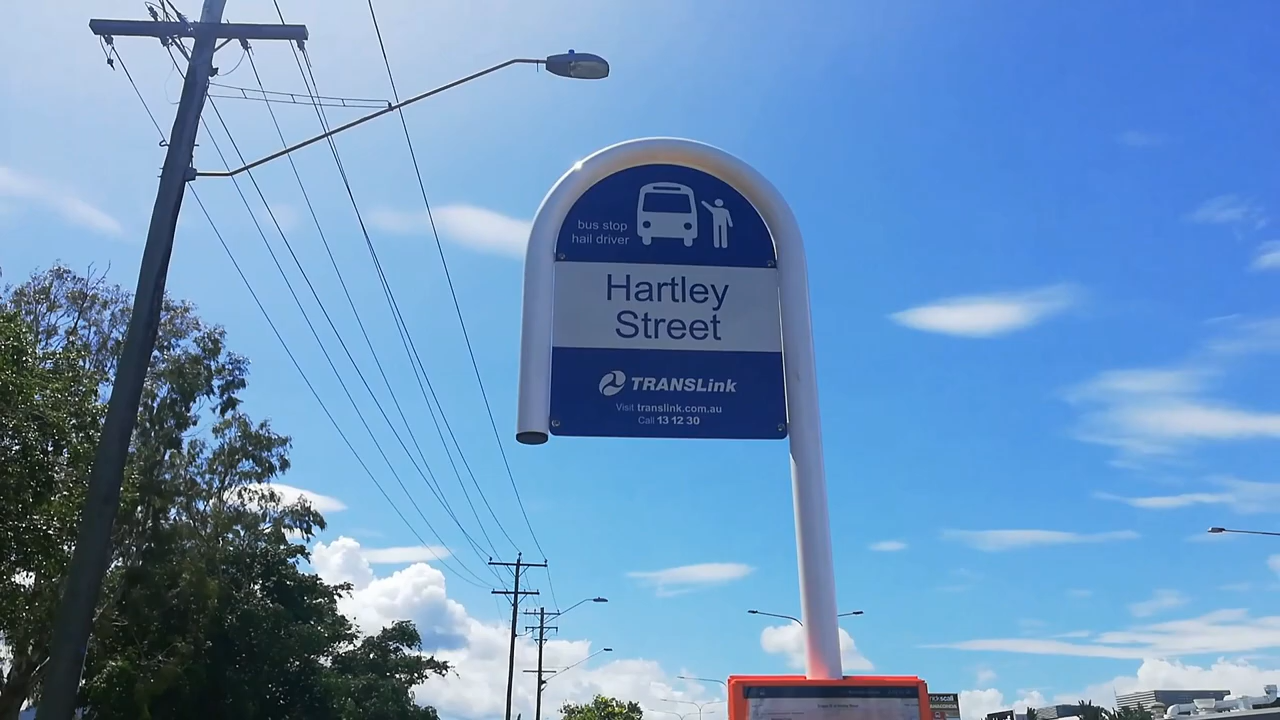 bus stop
hail driver
Hartley
Street
TRANSLink
Visit translink.com.au
Call 13 12 30